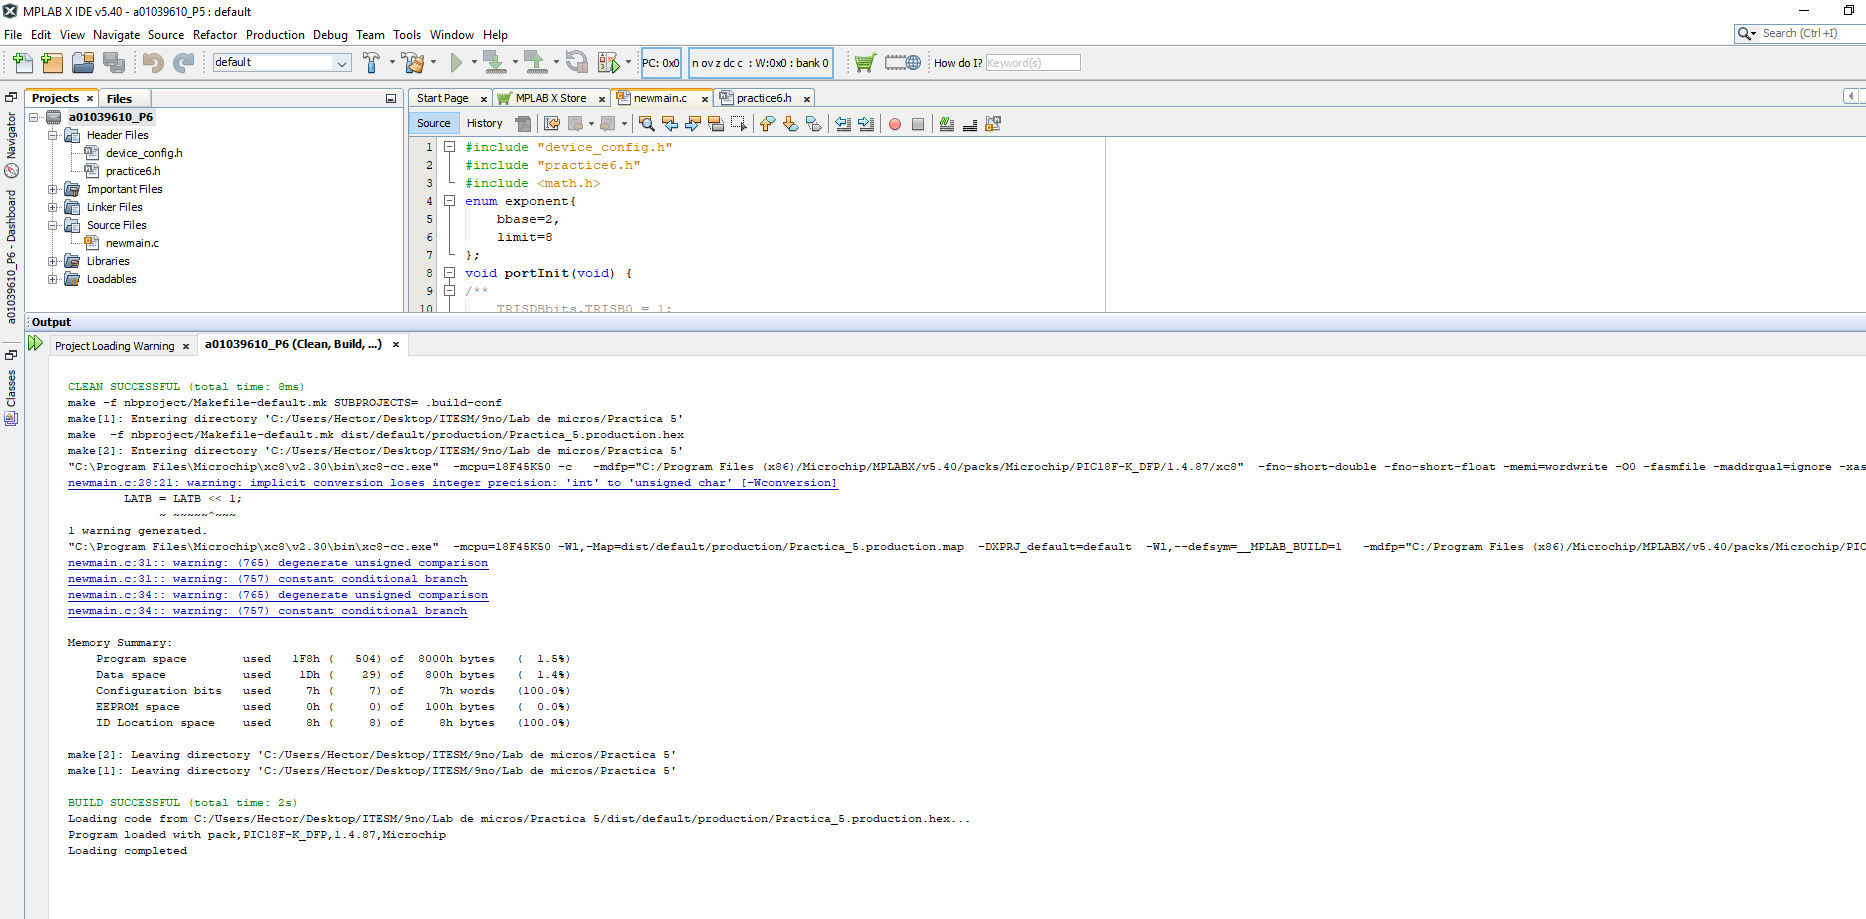 MPLAB X IDE v5.40 - a01039610_P5 : default
File Edit View Navigate Source Refactor Production Debug Team Tools Window Help
Search (Ctrl+I)
default
PC: 0x0
n ov z dc c : W:0x0 : bank 0
How do I?
Keyword(s)
Projects
Files
Navigator
a01039610_P6 - Dashboard
Classes
a01039610_P6
Header Files
device_config.h
practice6.h
Important Files
Linker Files
Source Files
newmain.c
Libraries
Loadables
Start Page
MPLAB X Store
newmain.c
practice6.h
Source
History
1 #include "device_config.h"
2 #include "practice6.h"
3 #include <math.h>
4 enum exponent{
5 bbase=2,
6 limit=8
7 };
8 void portInit(void) {
9 /**
10 TRISDBbits.TRISB0 = 1;
Output
Project Loading Warning
a01039610_P6 (Clean, Build, ...)
CLEAN SUCCESSFUL (total time: 8ms)
make -f nbproject/Makefile-default.mk SUBPROJECTS= .build-conf
make[1]: Entering directory 'C:/Users/Hector/Desktop/ITESM/9no/Lab de micros/Practica 5'
make  -f nbproject/Makefile-default.mk dist/default/production/Practica_5.production.hex
make[2]: Entering directory 'C:/Users/Hector/Desktop/ITESM/9no/Lab de micros/Practica 5'
"C:\Program Files\Microchip\xc8\v2.30\bin\xc8-cc.exe"  -mcpu=18F45K50 -c   -mdfp="C:/Program Files (x86)/Microchip/MPLABX/v5.40/packs/Microchip/PIC18F-K_DFP/1.4.87/xc8"  -fno-short-double -fno-short-float -memi=wordwrite -O0 -fasmfile -maddrqual=ignore -xas
newmain.c:28:21: warning: implicit conversion loses integer precision: 'int' to 'unsigned char' [-Wconversion]
LATB = LATB << 1;
~ ~~~~~^~~~
1 warning generated.
"C:\Program Files\Microchip\xc8\v2.30\bin\xc8-cc.exe"  -mcpu=18F45K50 -Wl,-Map=dist/default/production/Practica_5.production.map  -DXPRJ_default=default  -Wl,--defsym=__MPLAB_BUILD=1   -mdfp="C:/Program Files (x86)/Microchip/MPLABX/v5.40/packs/Microchip/PIC
newmain.c:31:: warning: (765) degenerate unsigned comparison
newmain.c:31:: warning: (757) constant conditional branch
newmain.c:34:: warning: (765) degenerate unsigned comparison
newmain.c:34:: warning: (757) constant conditional branch
Memory Summary:
Program space        used   1F8h (   504) of  8000h bytes   (  1.5%)
Data space           used    1Dh (    29) of   800h bytes   (  1.4%)
Configuration bits   used     7h (     7) of     7h words   (100.0%)
EEPROM space         used     0h (     0) of   100h bytes   (  0.0%)
ID Location space    used     8h (     8) of     8h bytes   (100.0%)
make[2]: Leaving directory 'C:/Users/Hector/Desktop/ITESM/9no/Lab de micros/Practica 5'
make[1]: Leaving directory 'C:/Users/Hector/Desktop/ITESM/9no/Lab de micros/Practica 5'
BUILD SUCCESSFUL (total time: 2s)
Loading code from C:/Users/Hector/Desktop/ITESM/9no/Lab de micros/Practica 5/dist/default/production/Practica_5.production.hex...
Program loaded with pack,PIC18F-K_DFP,1.4.87,Microchip
Loading completed